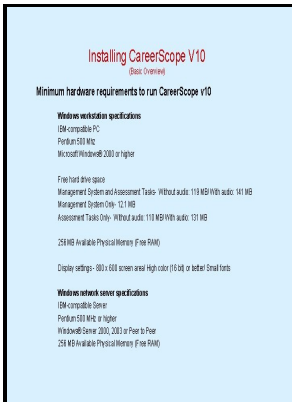 Installing CareerScope V10
(Basic Overview)
Minimum hardware requirements to run CareerScope v10
Windows workstation specifications
IBM-compatible PC
Pentium 500 Mhz
Microsoft Windows® 2000 or higher
Free hard drive space
Management System and Assessment Tasks- Without audio: 119 MB/ With audio: 141 MB
Management System Only- 12.1 MB
Assessment Tasks Only- Without audio: 110 MB/ With audio: 131 MB
256 MB Available Physical Memory (Free RAM)
Display settings - 800 x 600 screen area/ High color (16 bit) or better/ Small fonts
Windows network server specifications
IBM-compatible Server
Pentium 500 MHz or higher
Windows® Server 2000, 2003 or Peer to Peer
256 MB Available Physical Memory (Free RAM)